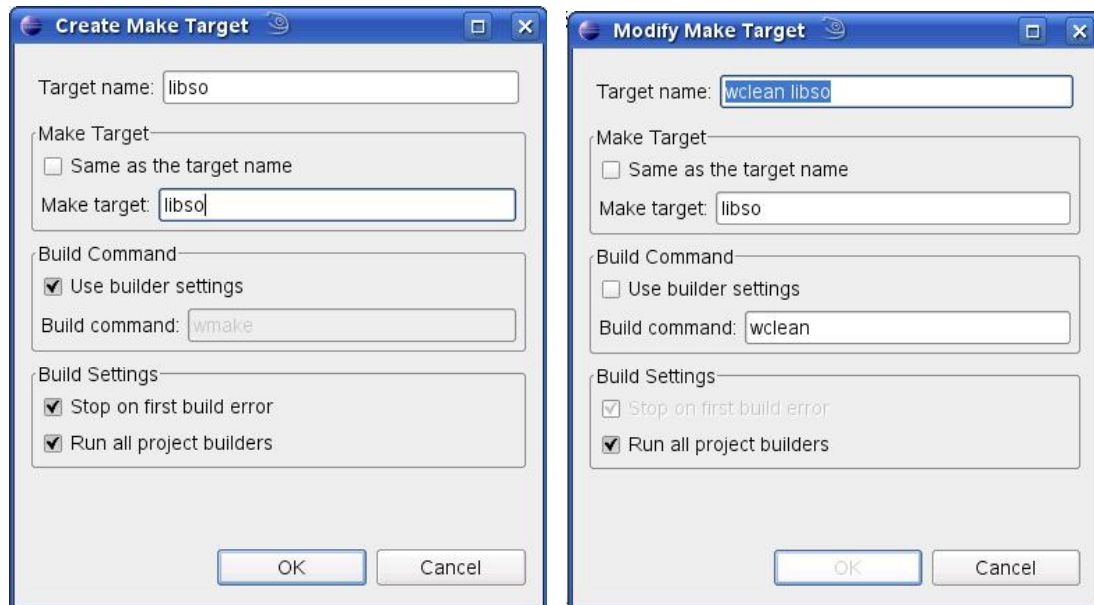 Create Make Target
Target name: libso
Make Target
Same as the target name
Make target: libso
Build Command
Use builder settings
Build command: wmake
Build Settings
Stop on first build error
Run all project builders
OK Cancel
Modify Make Target
Target name: wclean libso
Make Target
Same as the target name
Make target: libso
Build Command
Use builder settings
Build command: wclean
Build Settings
Stop on first build error
Run all project builders
OK Cancel